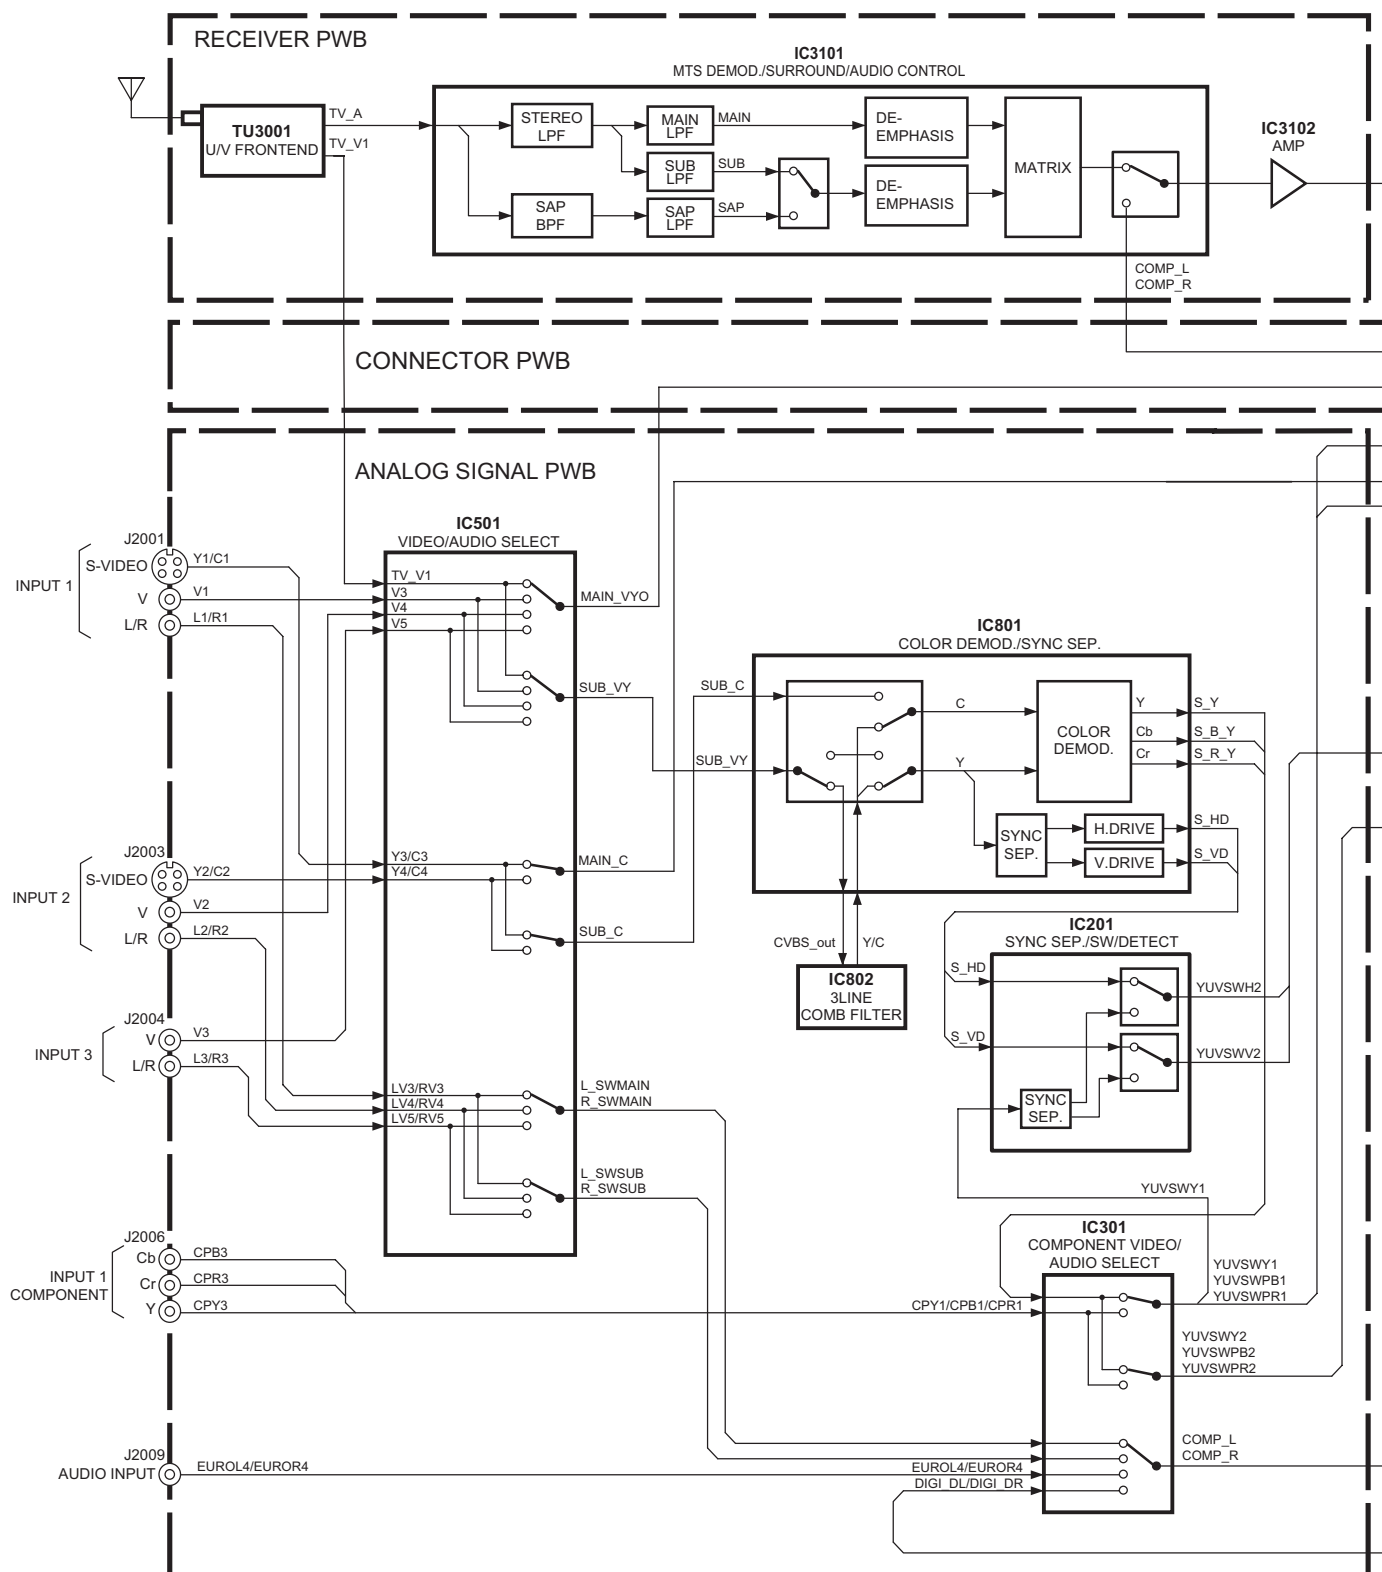 RECEIVER PWB
IC3101
MTS DEMOD./SURROUND/AUDIO CONTROL
TU3001
U/V FRONTEND
TV_A
TV_V1
STEREO
LPF
MAIN
LPF
MAIN
DE-
EMPHASIS
SUB
LPF
SUB
SAP
BPF
SAP
LPF
SAP
DE-
EMPHASIS
MATRIX
IC3102
AMP
COMP_L
COMP_R
CONNECTOR PWB
ANALOG SIGNAL PWB
IC501
VIDEO/AUDIO SELECT
J2001
INPUT 1
S-VIDEO
Y1/C1
V
V1
L/R
L1/R1
TV_V1
V3
V4
V5
MAIN_VYO
SUB_VY
IC801
COLOR DEMOD./SYNC SEP.
SUB_C
SUB_VY
C
Y
COLOR
DEMOD.
Y
Cb
Cr
S_Y
S_B_Y
S_R_Y
SYNC
SEP.
H.DRIVE
V.DRIVE
S_HD
S_VD
J2003
INPUT 2
S-VIDEO
Y2/C2
V
V2
L/R
L2/R2
Y3/C3
Y4/C4
MAIN_C
SUB_C
CVBS_out
Y/C
IC802
3LINE
COMB FILTER
IC201
SYNC SEP./SW/DETECT
S_HD
S_VD
YUVSWH2
YUVSWV2
SYNC
SEP.
YUVSWY1
J2004
INPUT 3
V
V3
L/R
L3/R3
LV3/RV3
LV4/RV4
LV5/RV5
L_SWMAIN
R_SWMAIN
L_SWSUB
R_SWSUB
J2006
INPUT 1
COMPONENT
Cb
CPB3
Cr
CPR3
Y
CPY3
IC301
COMPONENT VIDEO/
AUDIO SELECT
CPY1/CPB1/CPR1
YUVSWY1
YUVSWPB1
YUVSWPR1
YUVSWY2
YUVSWPB2
YUVSWPR2
J2009
AUDIO INPUT
EUROL4/EUROR4
EUROL4/EUROR4
DIGI_DL/DIGI_DR
COMP_L
COMP_R